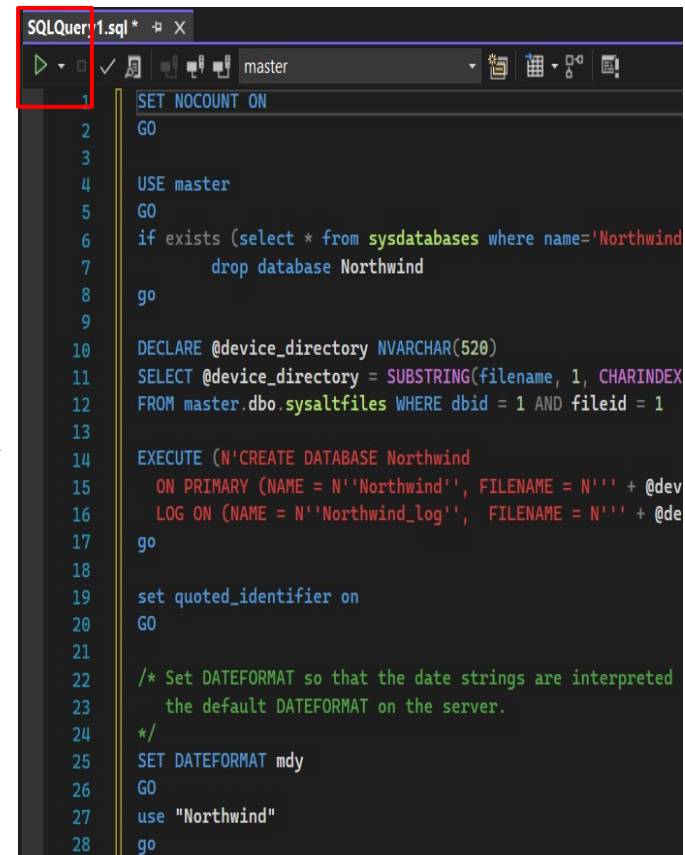 SQLQuery1.sql*
master
1 SET NOCOUNT ON
2 GO
3
4 USE master
5 GO
6 if exists (select * from sysdatabases where name='Northwind
7 drop database Northwind
8 go
9
10 DECLARE @device_directory NVARCHAR(520)
11 SELECT @device_directory = SUBSTRING(filename, 1, CHARINDEX
12 FROM master.dbo.sysaltfiles WHERE dbid = 1 AND fileid = 1
13
14 EXECUTE (N'CREATE DATABASE Northwind
15 ON PRIMARY (NAME = N''Northwind'', FILENAME = N''' + @dev
16 LOG ON (NAME = N''Northwind_log'', FILENAME = N''' + @de
17 go
18
19 set quoted_identifier on
20 GO
21
22 /* Set DATEFORMAT so that the date strings are interpreted
23 the default DATEFORMAT on the server.
24 */
25 SET DATEFORMAT mdy
26 GO
27 use "Northwind"
28 go